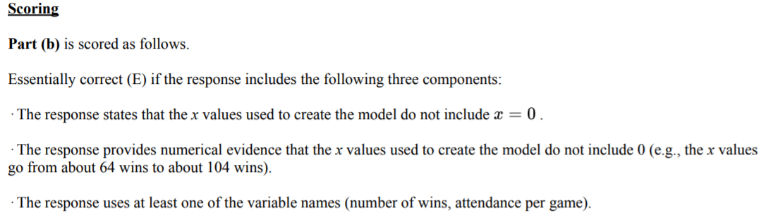 Scoring
Part (b) is scored as follows.
Essentially correct (E) if the response includes the following three components:
· The response states that the x values used to create the model do not include x = 0 .
· The response provides numerical evidence that the x values used to create the model do not include 0 (e.g., the x values
go from about 64 wins to about 104 wins).
· The response uses at least one of the variable names (number of wins, attendance per game).